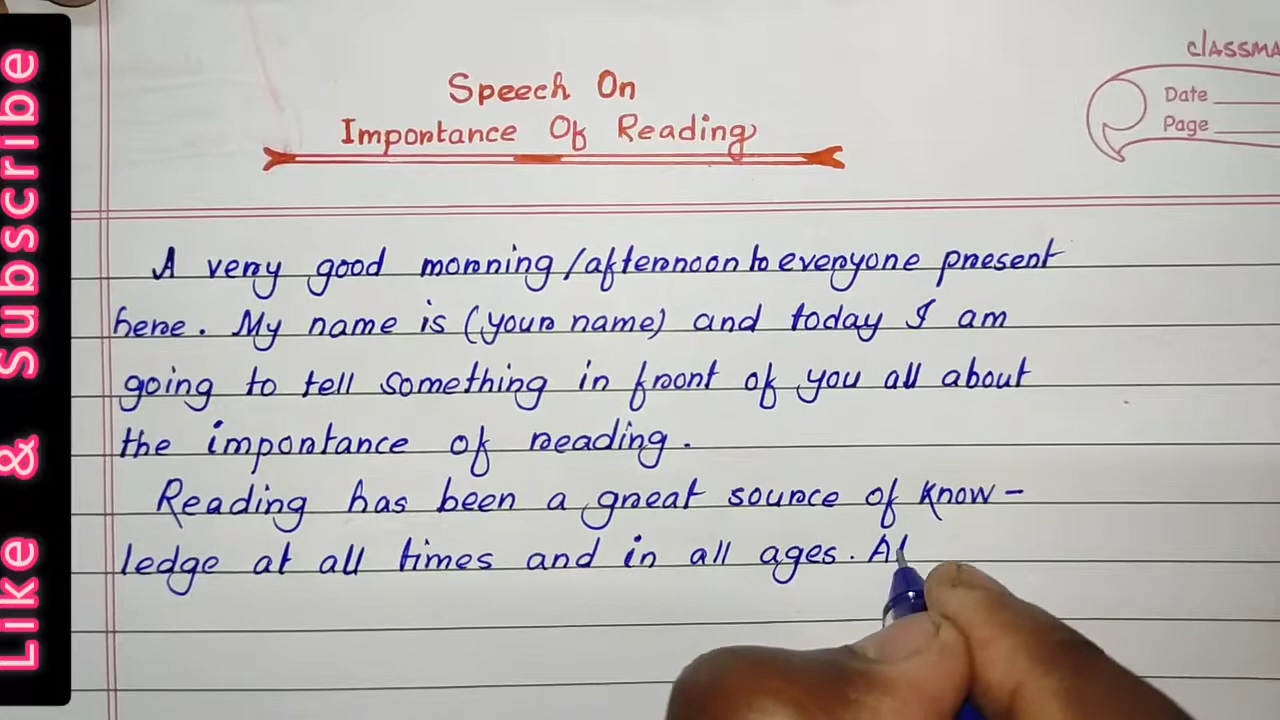 Like & Subscribe
classma
Date
Page
Speech On
Importance Of Reading
A very good morning/afternoon to everyone present
here. My name is (your name) and today I am
going to tell something in front of you all about
the importance of reading.
Reading has been a great source of know-
ledge at all times and in all ages. Al